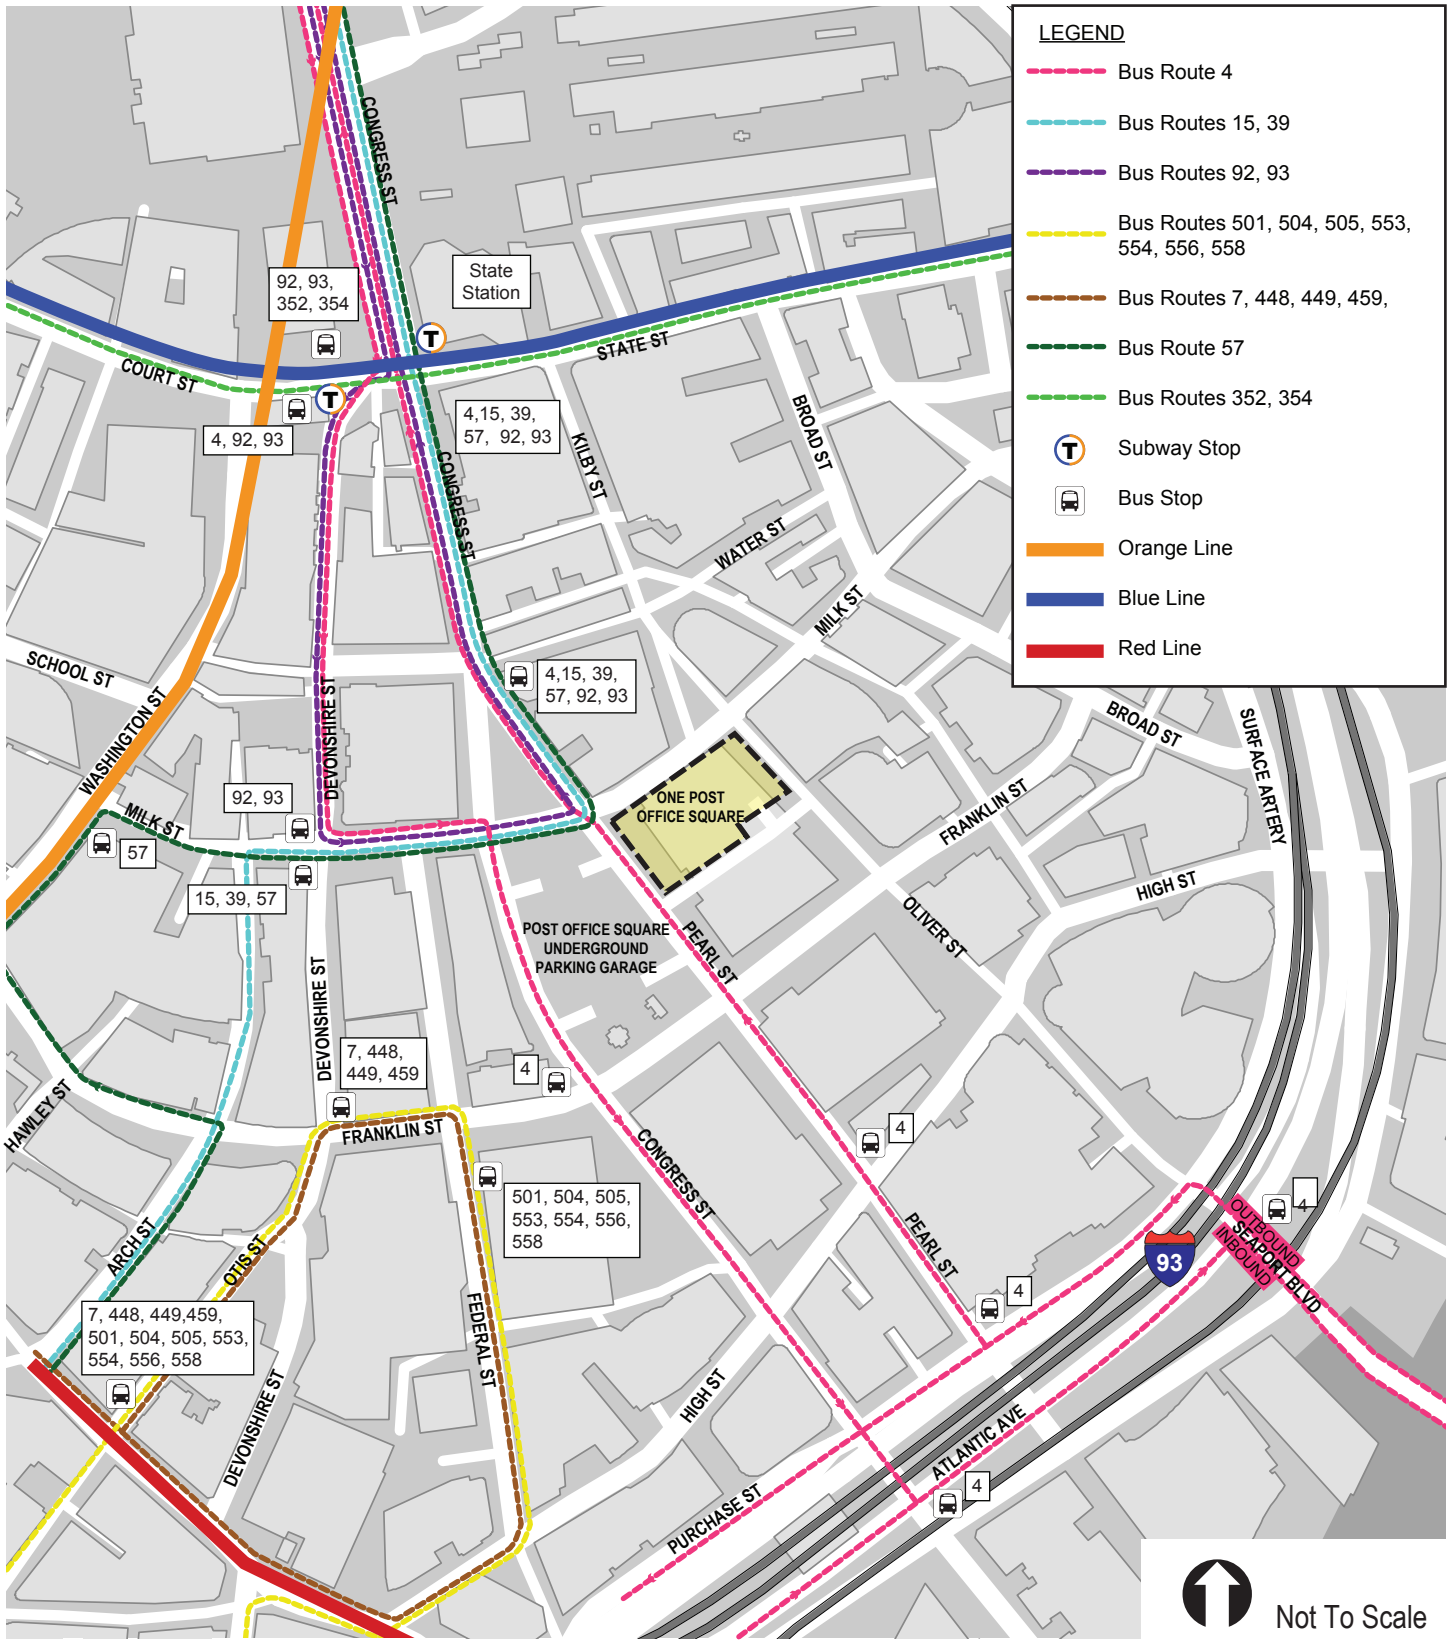 LEGEND
Bus Route 4
Bus Routes 15, 39
Bus Routes 92, 93
Bus Routes 501, 504, 505, 553,
554, 556, 558
Bus Routes 7, 448, 449, 459,
Bus Route 57
Bus Routes 352, 354
T
Subway Stop
Bus Stop
Orange Line
Blue Line
Red Line
CONGRESS ST
92, 93,
352, 354
State
Station
T
COURT ST
STATE ST
T
4, 92, 93
4,15, 39,
57, 92, 93
CONGRESS ST
KILBY ST
BROAD ST
WATER ST
MILK ST
SCHOOL ST
WASHINGTON ST
DEVONSHIRE ST
4,15, 39,
57, 92, 93
BROAD ST
SURFACE ARTERY
92, 93
MILK ST
57
15, 39, 57
ONE POST
OFFICE SQUARE
FRANKLIN ST
HIGH ST
OLIVER ST
POST OFFICE SQUARE
UNDERGROUND
PARKING GARAGE
PEARL ST
DEVONSHIRE ST
7, 448,
449, 459
4
HAWLEY ST
FRANKLIN ST
CONGRESS ST
4
501, 504, 505,
553, 554, 556,
558
ARCH ST
OTIS ST
PEARL ST
4
OUTBOUND
SEAPORT BLVD
INBOUND
93
4
7, 448, 449,459,
501, 504, 505, 553,
554, 556, 558
FEDERAL ST
DEVONSHIRE ST
HIGH ST
ATLANTIC AVE
4
PURCHASE ST
Not To Scale